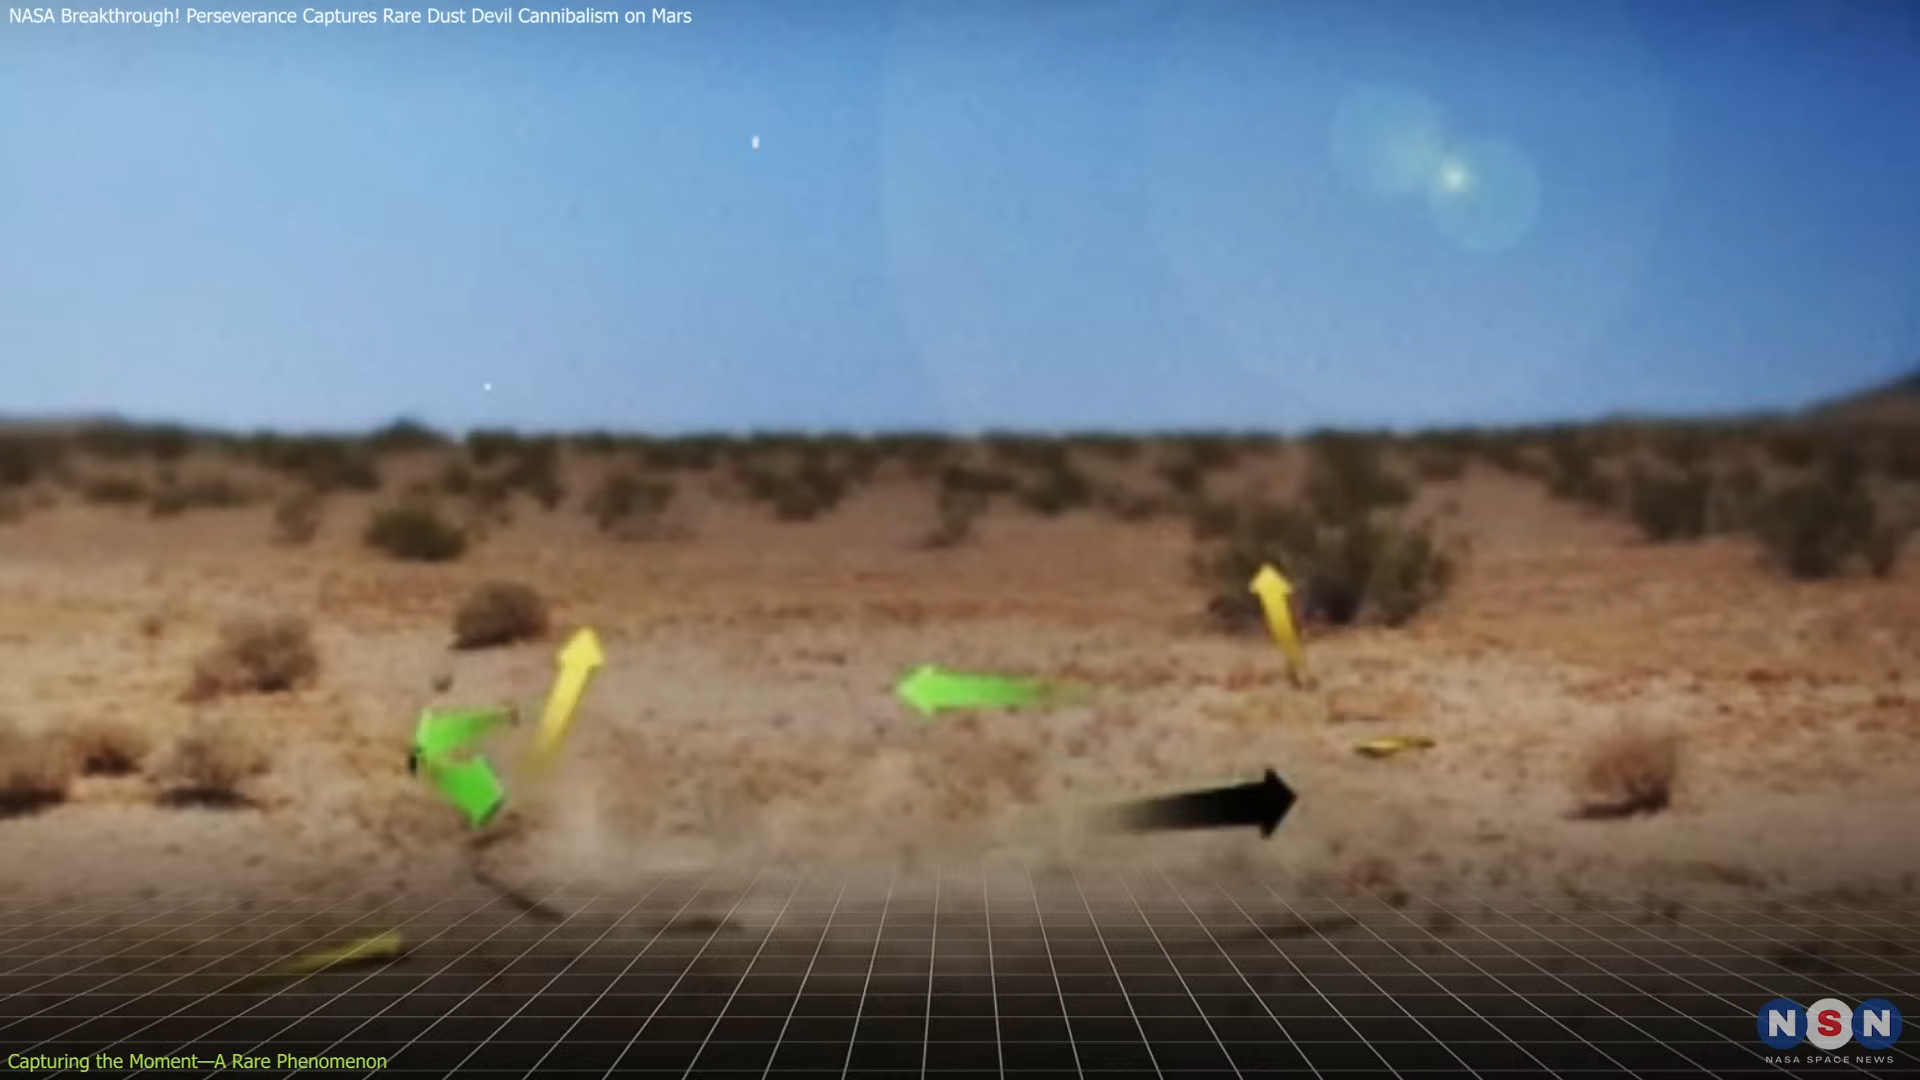 NASA Breakthrough! Perseverance Captures Rare Dust Devil Cannibalism on Mars
Capturing the Moment—A Rare Phenomenon
NSN
NASA SPACE NEWS